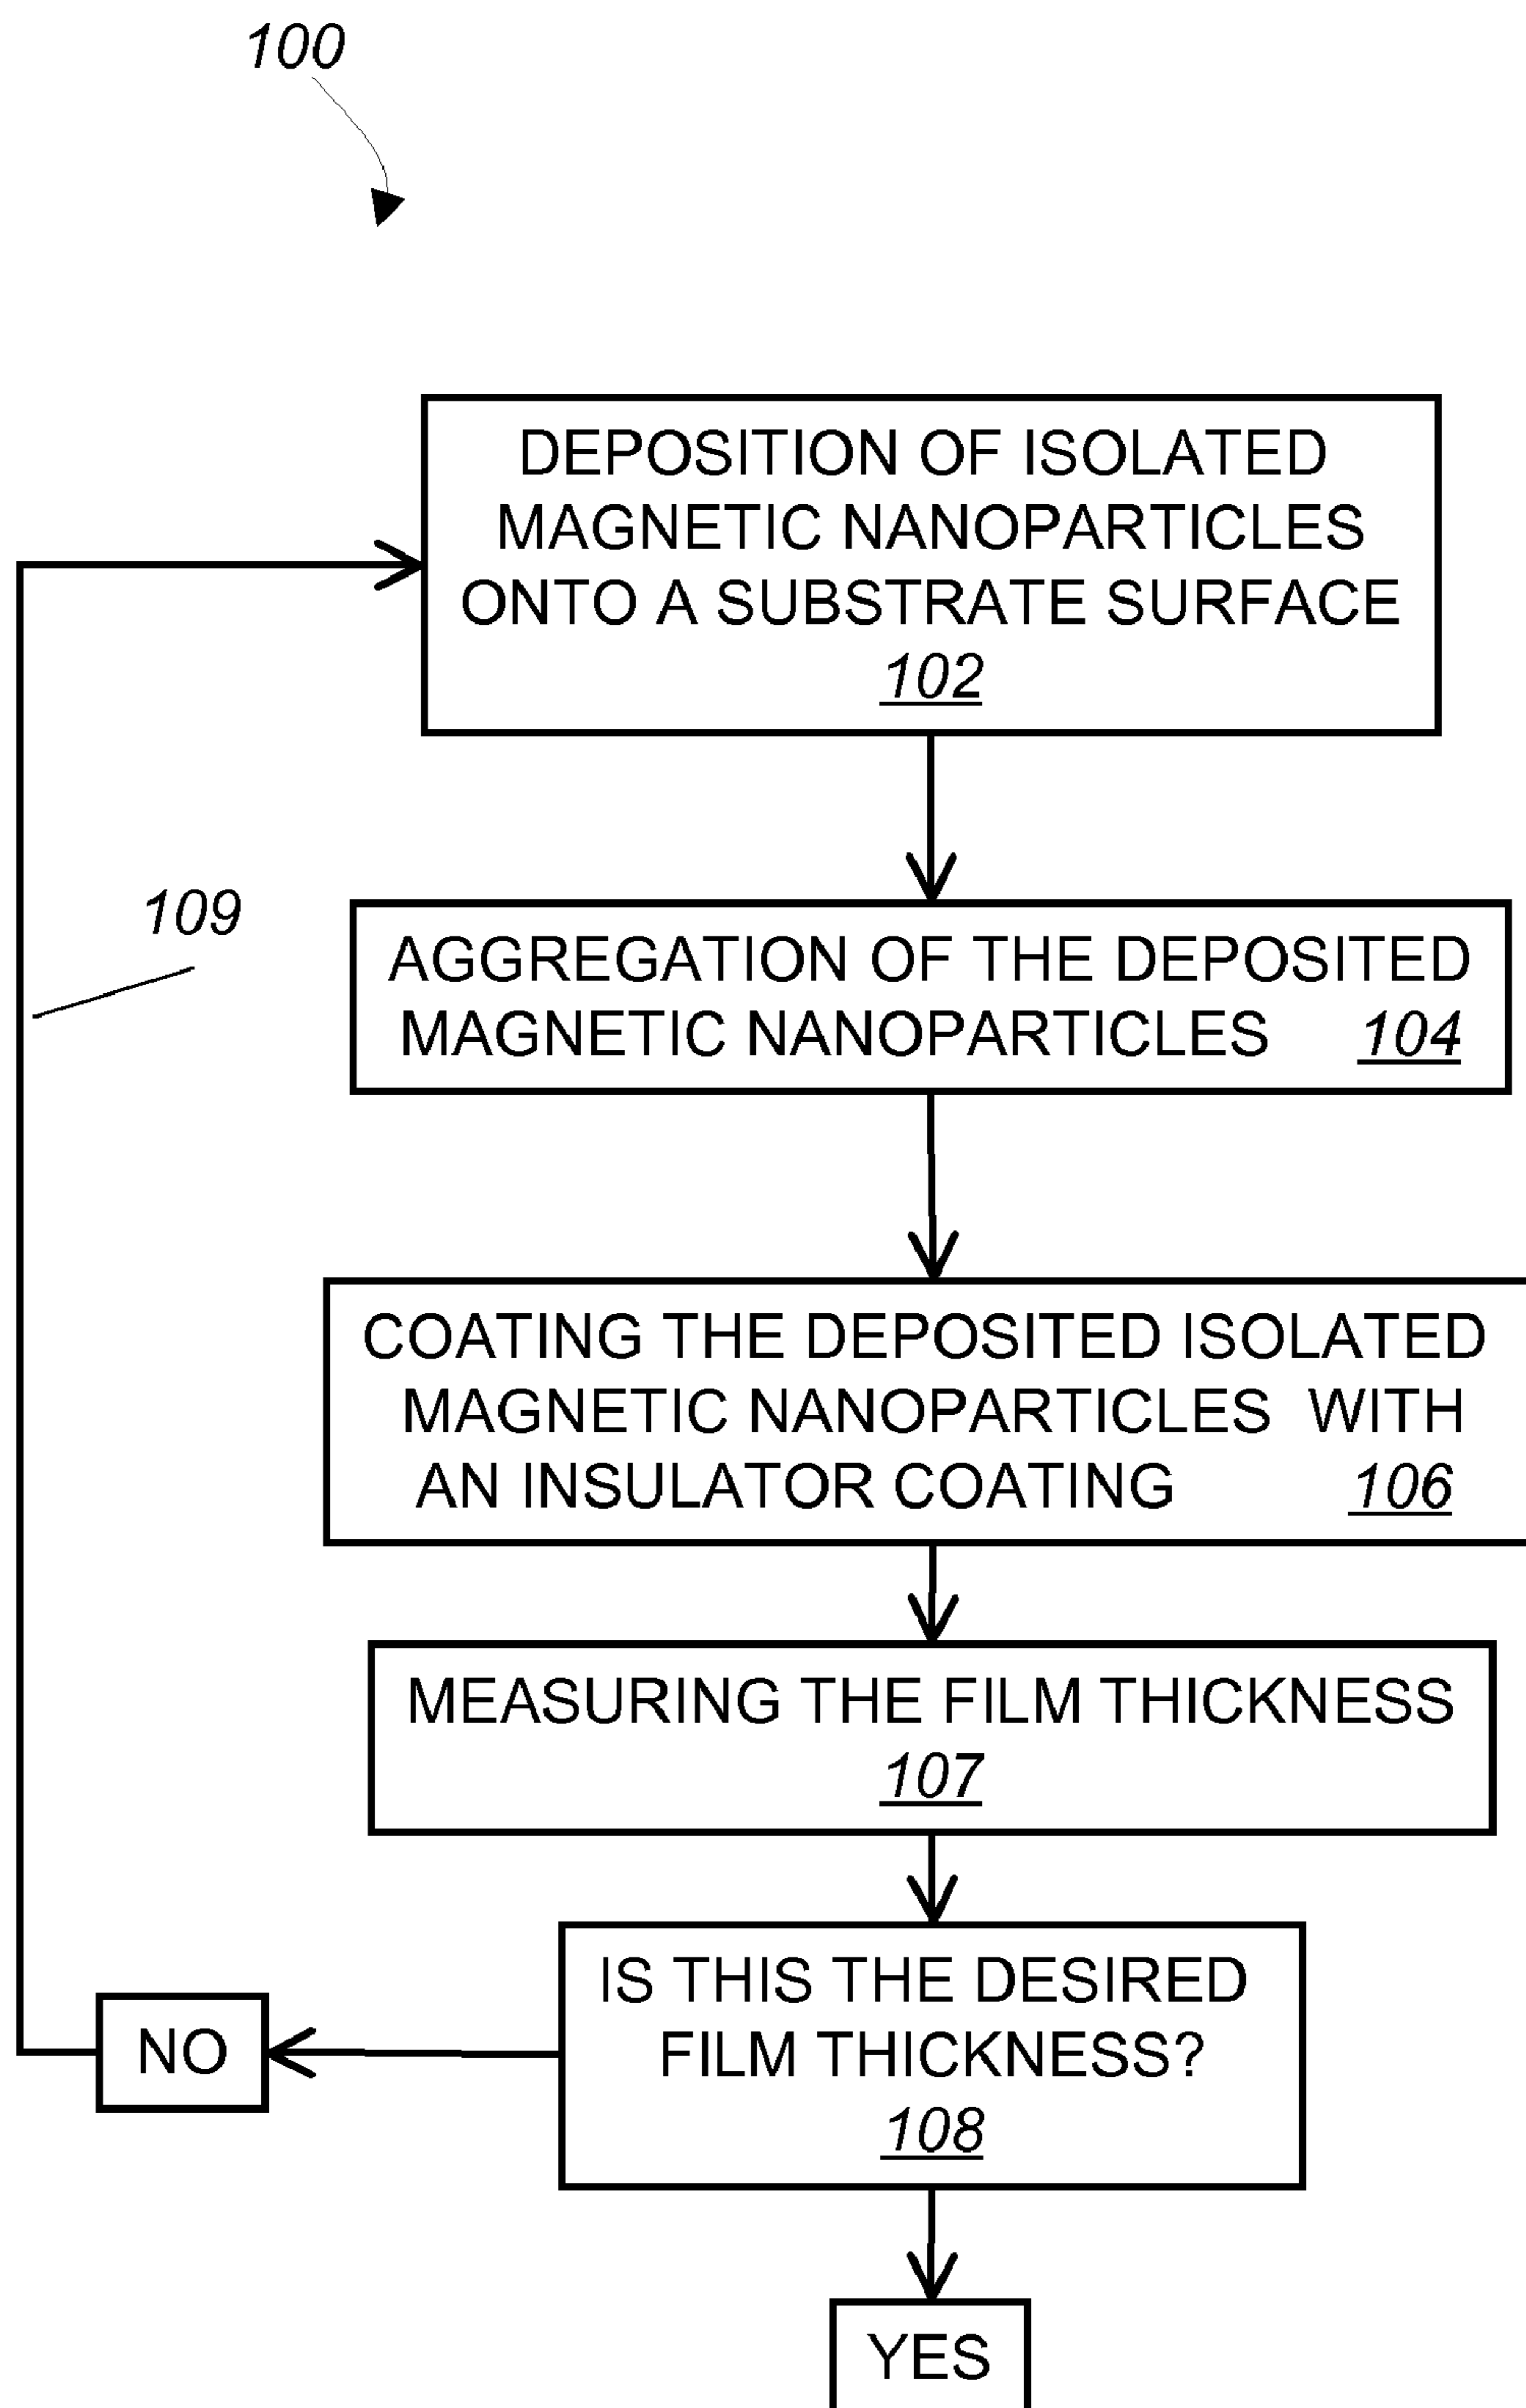 100
DEPOSITION OF ISOLATED
MAGNETIC NANOPARTICLES
ONTO A SUBSTRATE SURFACE
102
109
AGGREGATION OF THE DEPOSITED
MAGNETIC NANOPARTICLES 104
COATING THE DEPOSITED ISOLATED
MAGNETIC NANOPARTICLES WITH
AN INSULATOR COATING 106
MEASURING THE FILM THICKNESS
107
IS THIS THE DESIRED
FILM THICKNESS?
108
NO
YES